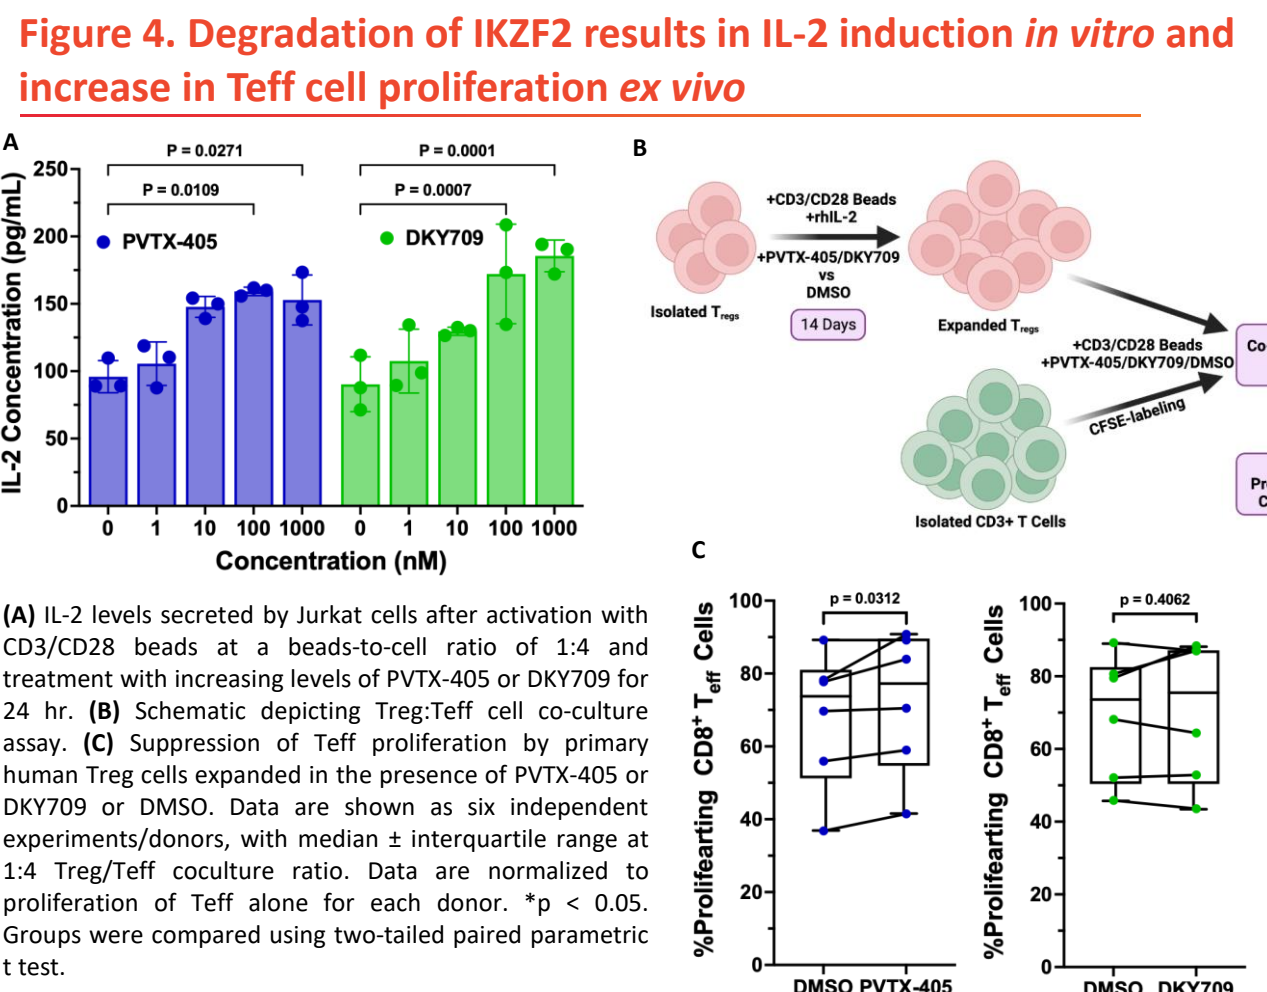 Figure 4. Degradation of IKZF2 results in IL-2 induction in vitro and
increase in Teff cell proliferation ex vivo
A
P = 0.0271
P = 0.0001
P = 0.0109
P = 0.0007
PVTX-405
DKY709
IL-2 Concentration (pg/mL)
250
200
150
100
50
0
0 1 10 100 1000 0 1 10 100 1000
Concentration (nM)
B
+CD3/CD28 Beads
+rhIL-2
+PVTX-405/DKY709
vs
DMSO
14 Days
Isolated Tregs
Expanded Tregs
+CD3/CD28 Beads
+PVTX-405/DKY709/DMSO
CFSE-labeling
Isolated CD3+ T Cells
Co
Pr
C
(A) IL-2 levels secreted by Jurkat cells after activation with
CD3/CD28 beads at a beads-to-cell ratio of 1:4 and
treatment with increasing levels of PVTX-405 or DKY709 for
24 hr. (B) Schematic depicting Treg:Teff cell co-culture
assay. (C) Suppression of Teff proliferation by primary
human Treg cells expanded in the presence of PVTX-405 or
DKY709 or DMSO. Data are shown as six independent
experiments/donors, with median ± interquartile range at
1:4 Treg/Teff coculture ratio. Data are normalized to
proliferation of Teff alone for each donor. *p < 0.05.
Groups were compared using two-tailed paired parametric
t test.
C
p = 0.0312
%Prolifearting CD8+ Teff Cells
100
80
60
40
20
0
DMSO PVTX-405
p = 0.4062
%Prolifearting CD8+ Teff Cells
100
80
60
40
20
0
DMSO DKY709